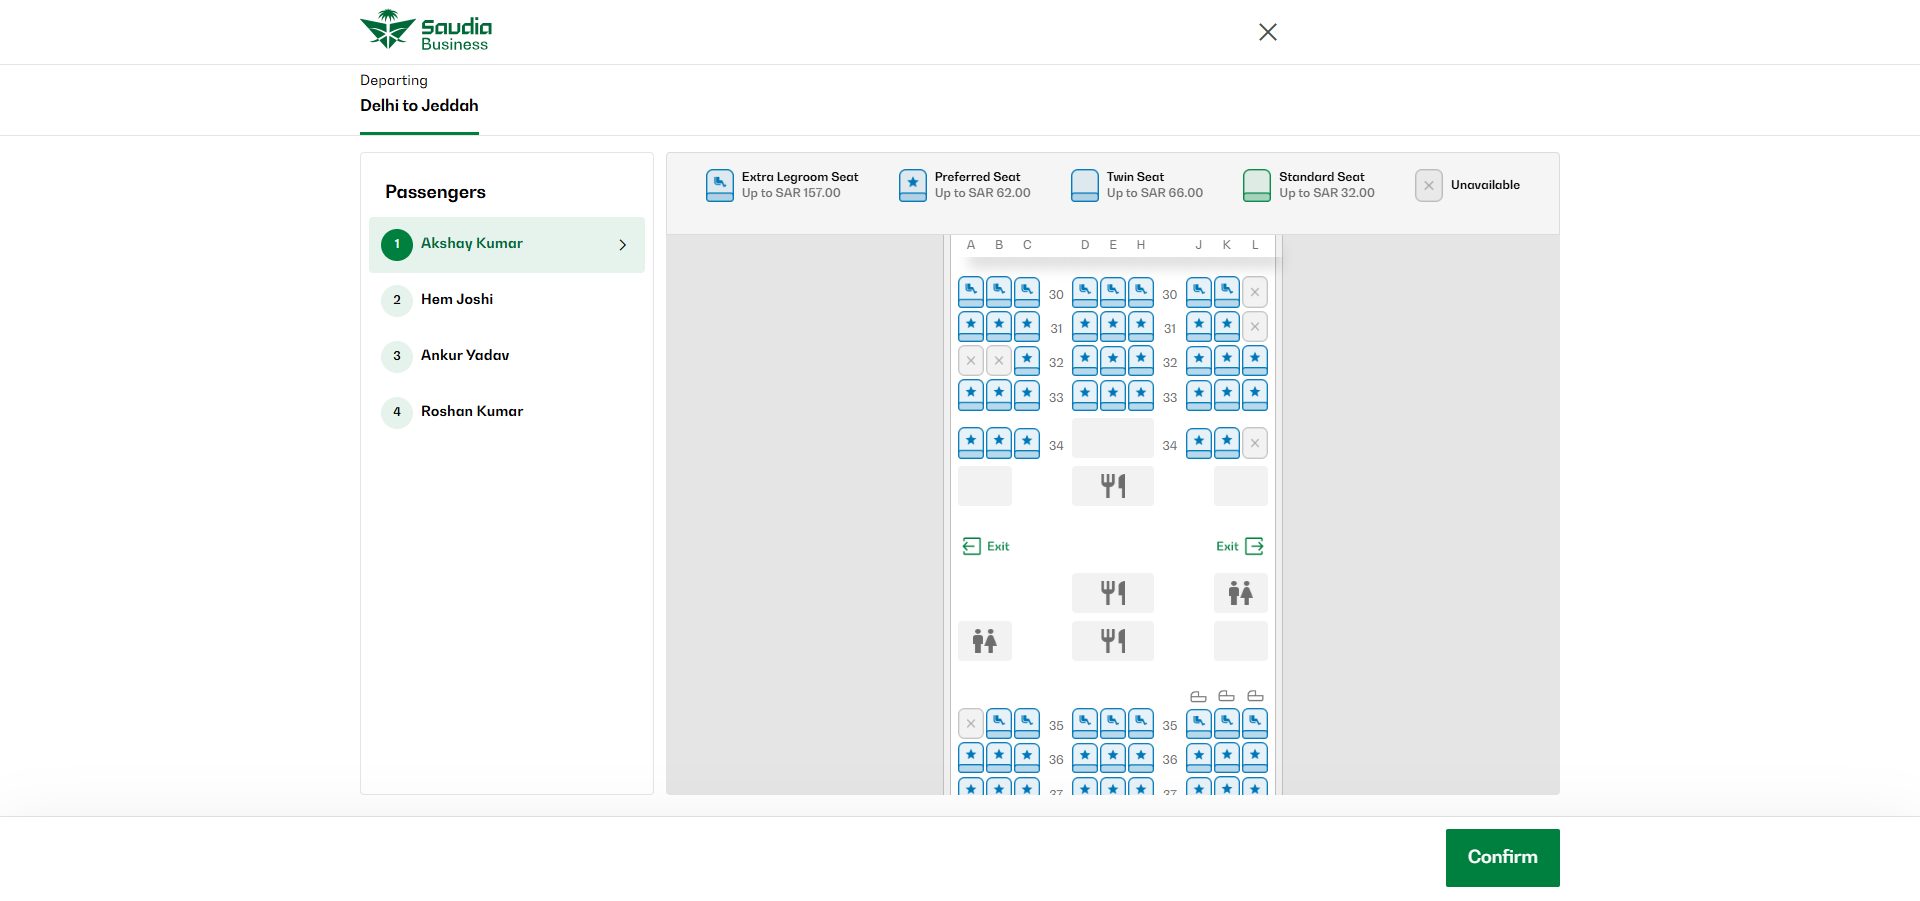 Saudia
Business
Departing
Delhi to Jeddah
Passengers
1 Akshay Kumar
2 Hem Joshi
3 Ankur Yadav
4 Roshan Kumar
Extra Legroom Seat
Up to SAR 157.00
Preferred Seat
Up to SAR 62.00
Twin Seat
Up to SAR 66.00
Standard Seat
Up to SAR 32.00
Unavailable
A B C D E H J K L
30 30
31 31
32 32
33 33
34 34
Exit Exit
35 35
36 36
37 37
Confirm